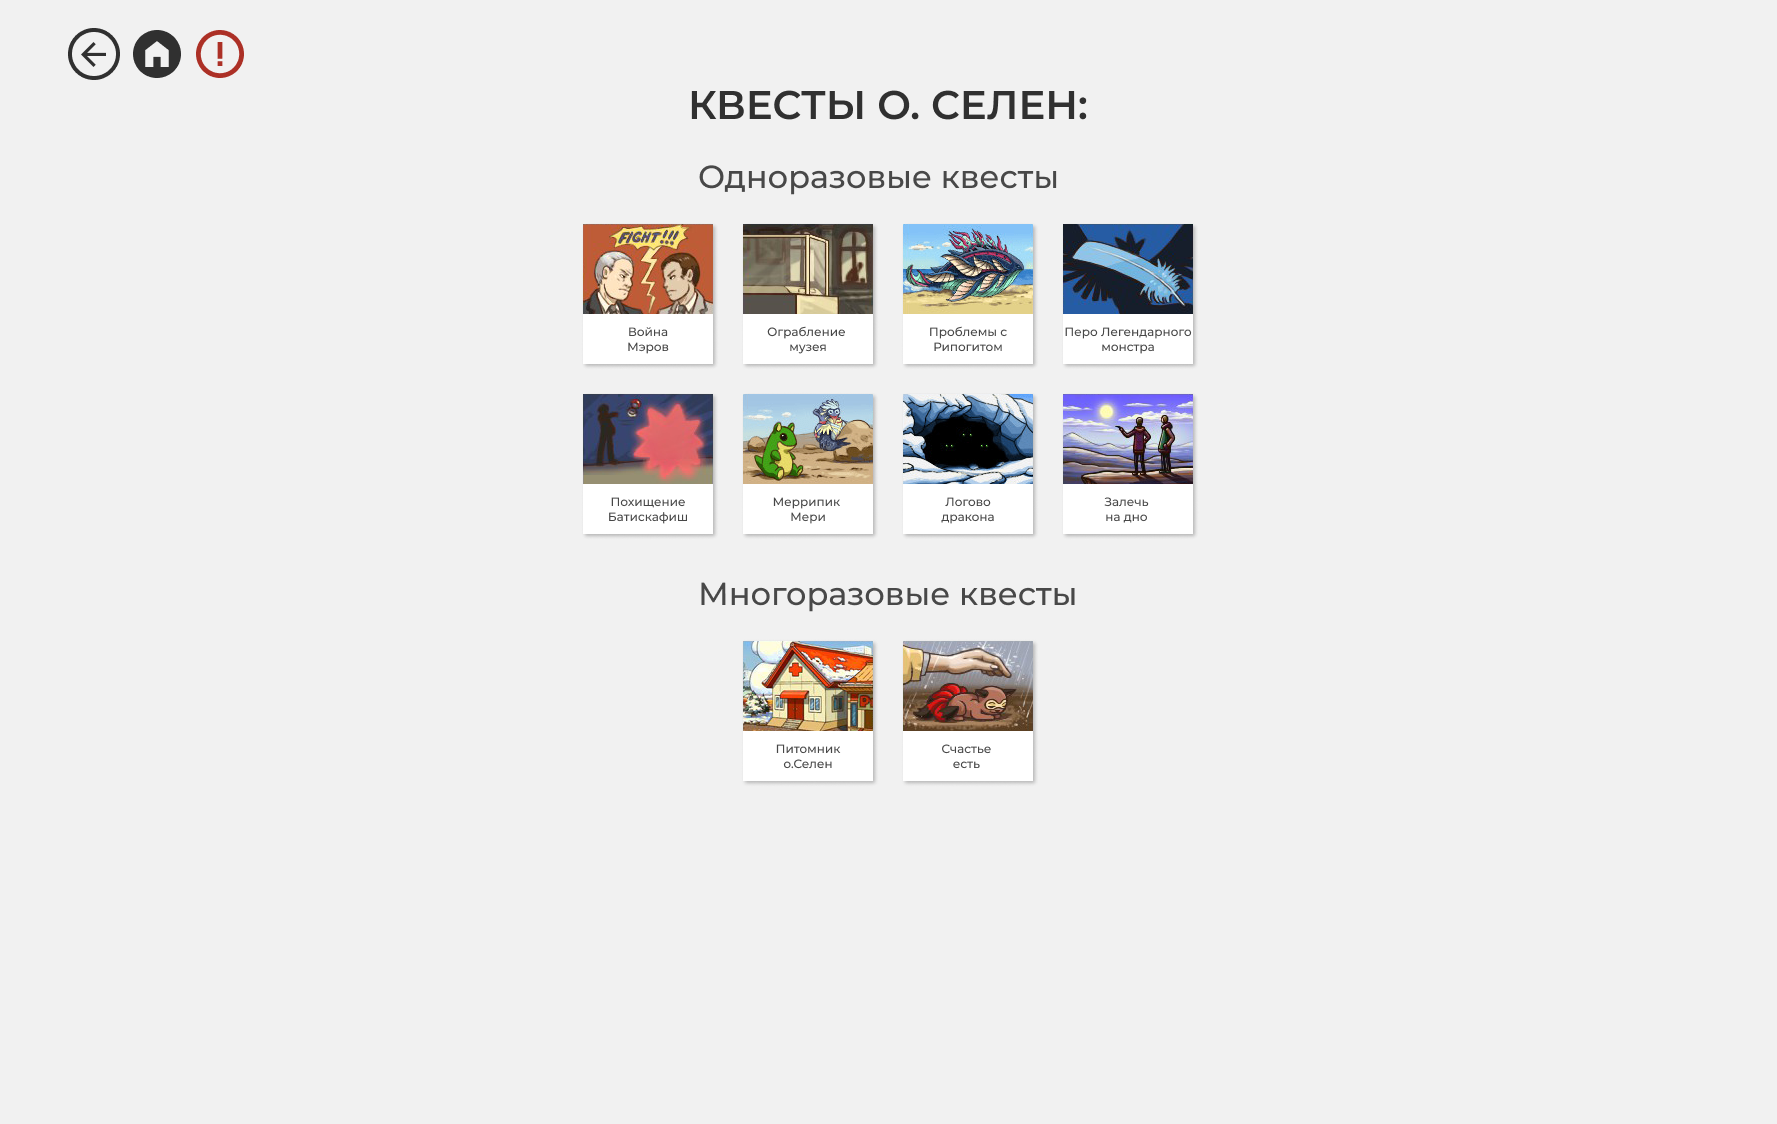 КВЕСТЫ О. СЕЛЕН:
Одноразовые квесты
FIGHT!!!
Война
Мэров
Ограбление
музея
Проблемы с
Рипогитом
Перо Легендарного
монстра
Похищение
Батискафиш
Меррипик
Мери
Логово
дракона
Залечь
на дно
Многоразовые квесты
Питомник
о.Селен
Счастье
есть